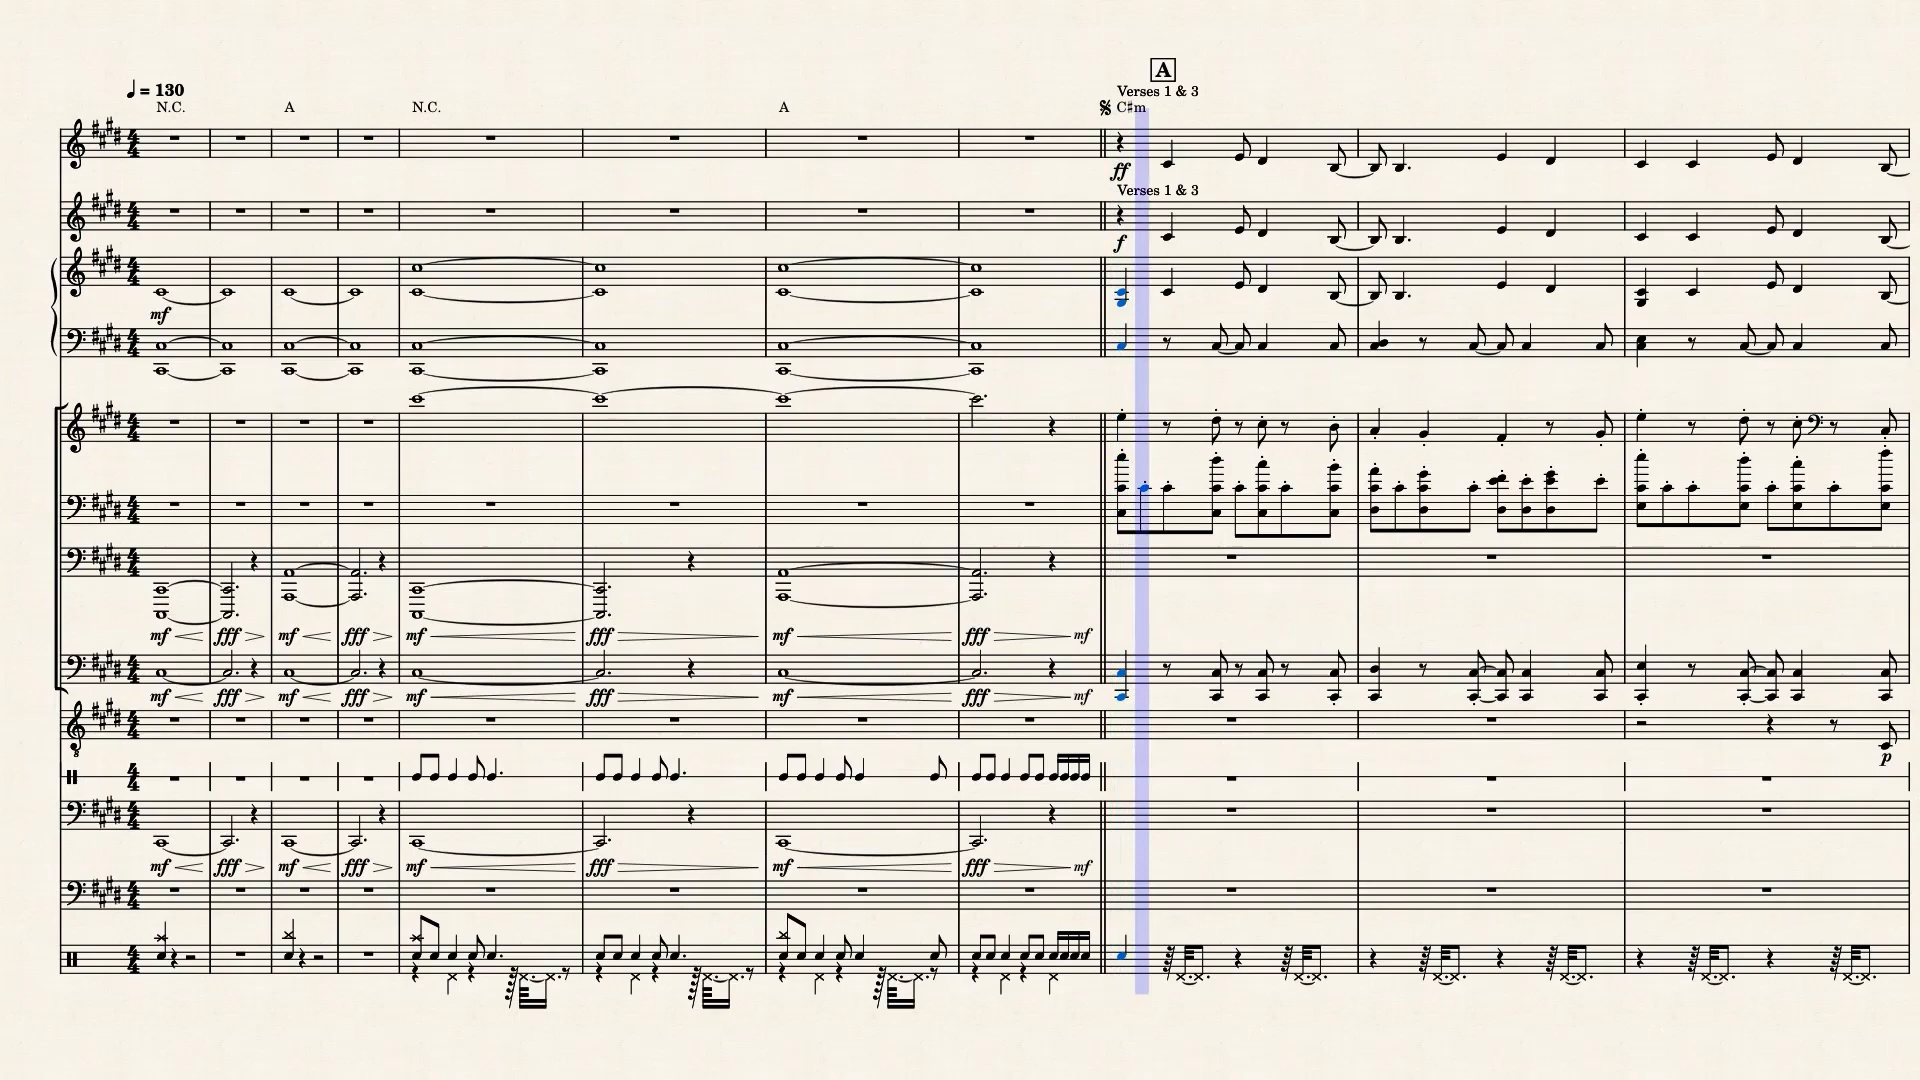 A
♩ = 130
Verses 1 & 3
N.C. A N.C. A C♯m
ff
Verses 1 & 3
f
mf
mf fff mf fff mf fff mf fff mf
mf fff mf fff mf fff mf fff mf
p
mf fff mf fff mf fff mf fff mf